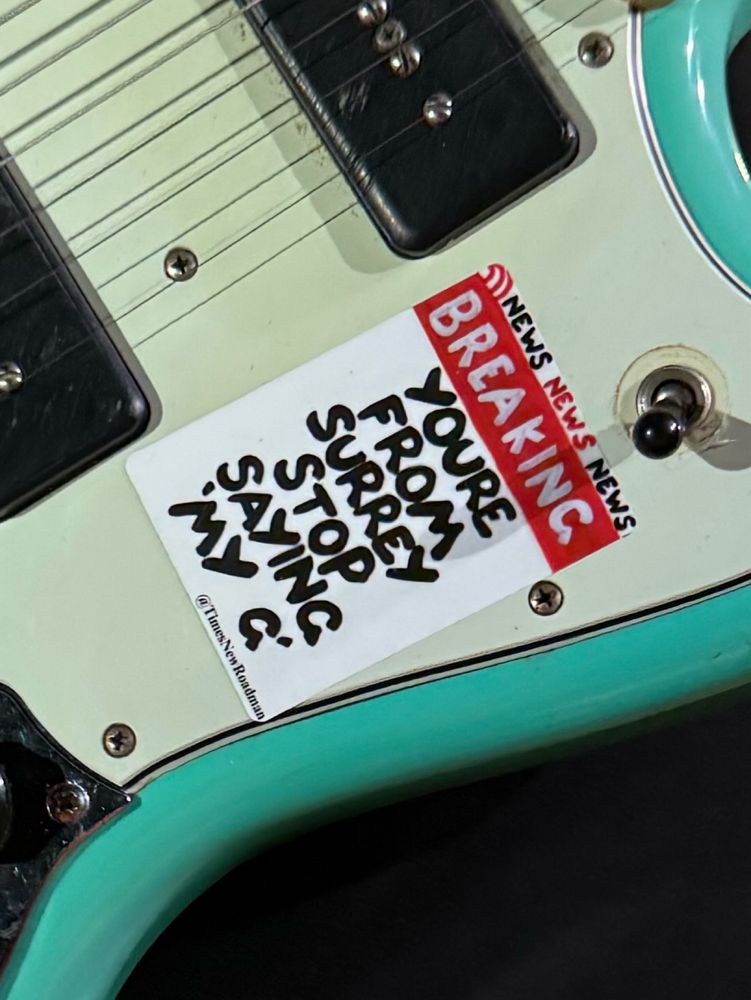 NEWS NEWS NEWS
BREAKING
YOURE
FROM
SURREY
STOP
SAYING
'MY G'
@TimesNewRoadman